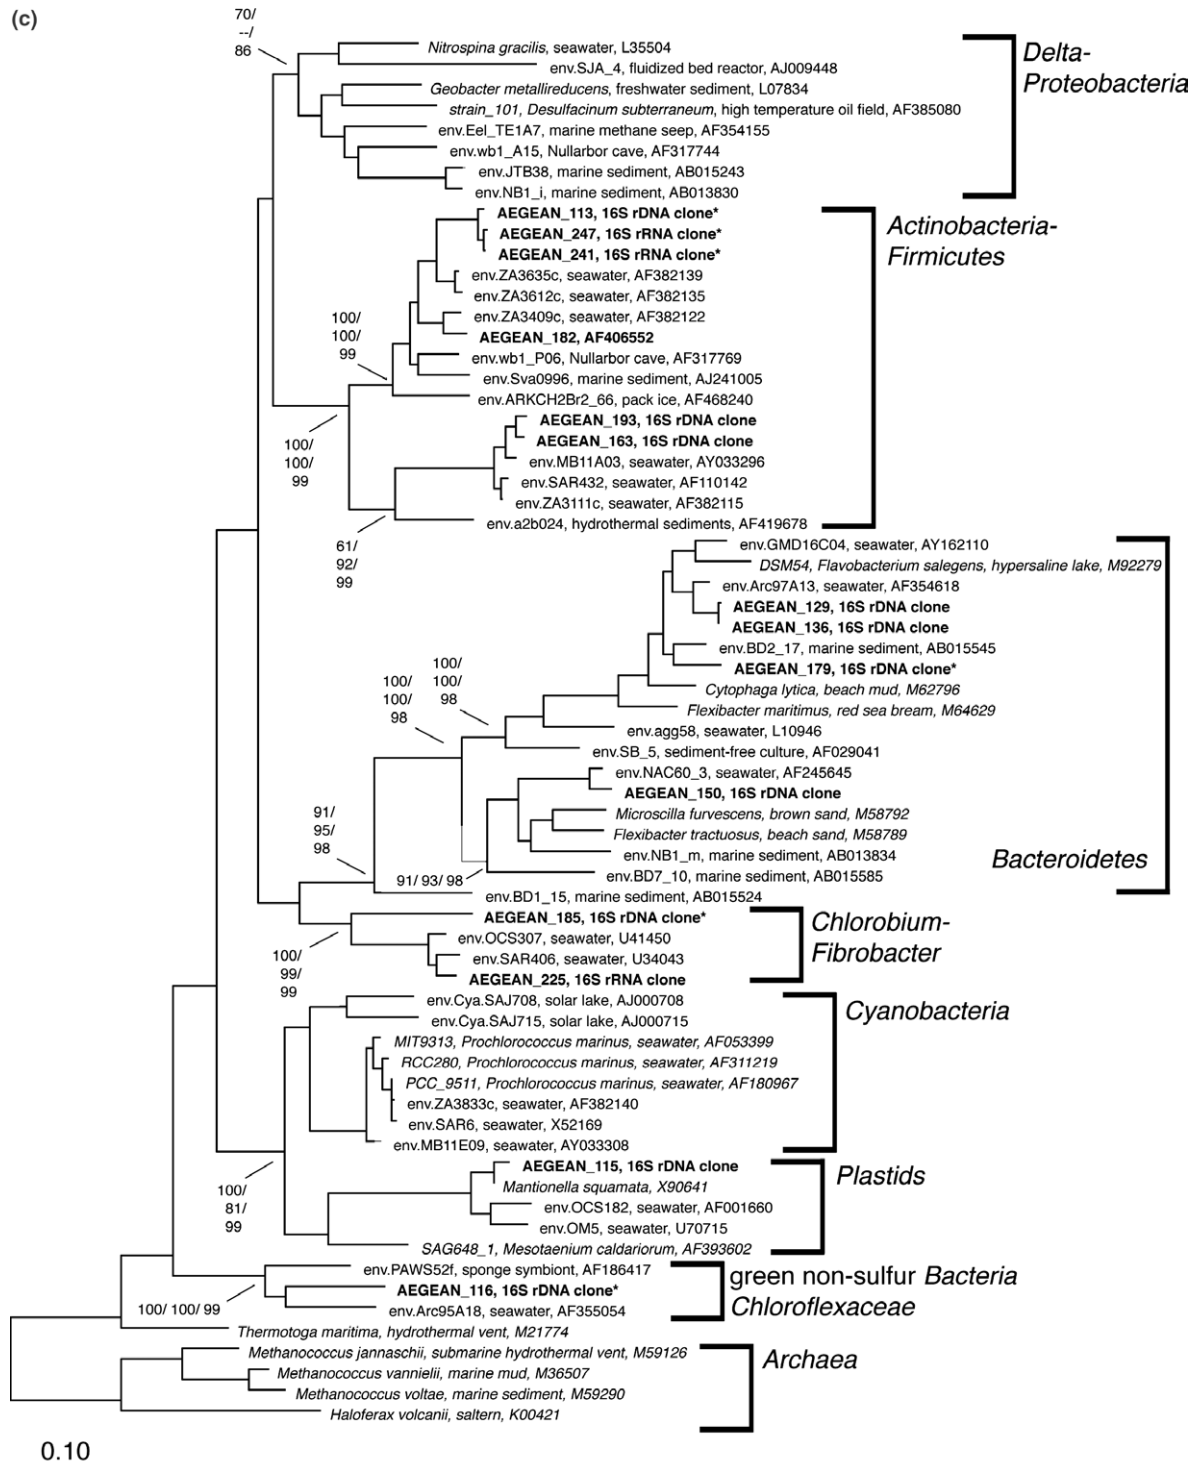 (c)
70/
--/
86
Nitrospina gracilis, seawater, L35504
env.SJA_4, fluidized bed reactor, AJ009448
Geobacter metallireducens, freshwater sediment, L07834
strain_101, Desulfacinum subterraneum, high temperature oil field, AF385080
env.Eel_TE1A7, marine methane seep, AF354155
env.wb1_A15, Nullarbor cave, AF317744
env.JTB38, marine sediment, AB015243
env.NB1_i, marine sediment, AB013830
Delta-
Proteobacteria
AEGEAN_113, 16S rDNA clone*
AEGEAN_247, 16S rRNA clone*
AEGEAN_241, 16S rRNA clone*
env.ZA3635c, seawater, AF382139
env.ZA3612c, seawater, AF382135
env.ZA3409c, seawater, AF382122
AEGEAN_182, AF406552
env.wb1_P06, Nullarbor cave, AF317769
env.Sva0996, marine sediment, AJ241005
env.ARKCH2Br2_66, pack ice, AF468240
AEGEAN_193, 16S rDNA clone
AEGEAN_163, 16S rDNA clone
env.MB11A03, seawater, AY033296
env.SAR432, seawater, AF110142
env.ZA3111c, seawater, AF382115
env.a2b024, hydrothermal sediments, AF419678
Actinobacteria-
Firmicutes
100/
100/
99
100/
100/
99
61/
92/
99
env.GMD16C04, seawater, AY162110
DSM54, Flavobacterium salegens, hypersaline lake, M92279
env.Arc97A13, seawater, AF354618
AEGEAN_129, 16S rDNA clone
AEGEAN_136, 16S rDNA clone
env.BD2_17, marine sediment, AB015545
AEGEAN_179, 16S rDNA clone*
Cytophaga lytica, beach mud, M62796
Flexibacter maritimus, red sea bream, M64629
env.agg58, seawater, L10946
env.SB_5, sediment-free culture, AF029041
env.NAC60_3, seawater, AF245645
AEGEAN_150, 16S rDNA clone
Microscilla furvescens, brown sand, M58792
Flexibacter tractuosus, beach sand, M58789
env.NB1_m, marine sediment, AB013834
env.BD7_10, marine sediment, AB015585
env.BD1_15, marine sediment, AB015524
Bacteroidetes
100/
100/
98
100/
100/
98
91/
95/
98
91/ 93/ 98
AEGEAN_185, 16S rDNA clone*
env.OCS307, seawater, U41450
env.SAR406, seawater, U34043
AEGEAN_225, 16S rRNA clone
Chlorobium-
Fibrobacter
100/
99/
99
env.Cya.SAJ708, solar lake, AJ000708
env.Cya.SAJ715, solar lake, AJ000715
MIT9313, Prochlorococcus marinus, seawater, AF053399
RCC280, Prochlorococcus marinus, seawater, AF311219
PCC_9511, Prochlorococcus marinus, seawater, AF180967
env.ZA3833c, seawater, AF382140
env.SAR6, seawater, X52169
env.MB11E09, seawater, AY033308
Cyanobacteria
AEGEAN_115, 16S rDNA clone
Mantionella squamata, X90641
env.OCS182, seawater, AF001660
env.OM5, seawater, U70715
SAG648_1, Mesotaenium caldariorum, AF393602
Plastids
100/
81/
99
env.PAWS52f, sponge symbiont, AF186417
AEGEAN_116, 16S rDNA clone*
env.Arc95A18, seawater, AF355054
green non-sulfur Bacteria
Chloroflexaceae
100/ 100/ 99
Thermotoga maritima, hydrothermal vent, M21774
Methanococcus jannaschii, submarine hydrothermal vent, M59126
Methanococcus vannielii, marine mud, M36507
Methanococcus voltae, marine sediment, M59290
Haloferax volcanii, saltern, K00421
Archaea
0.10